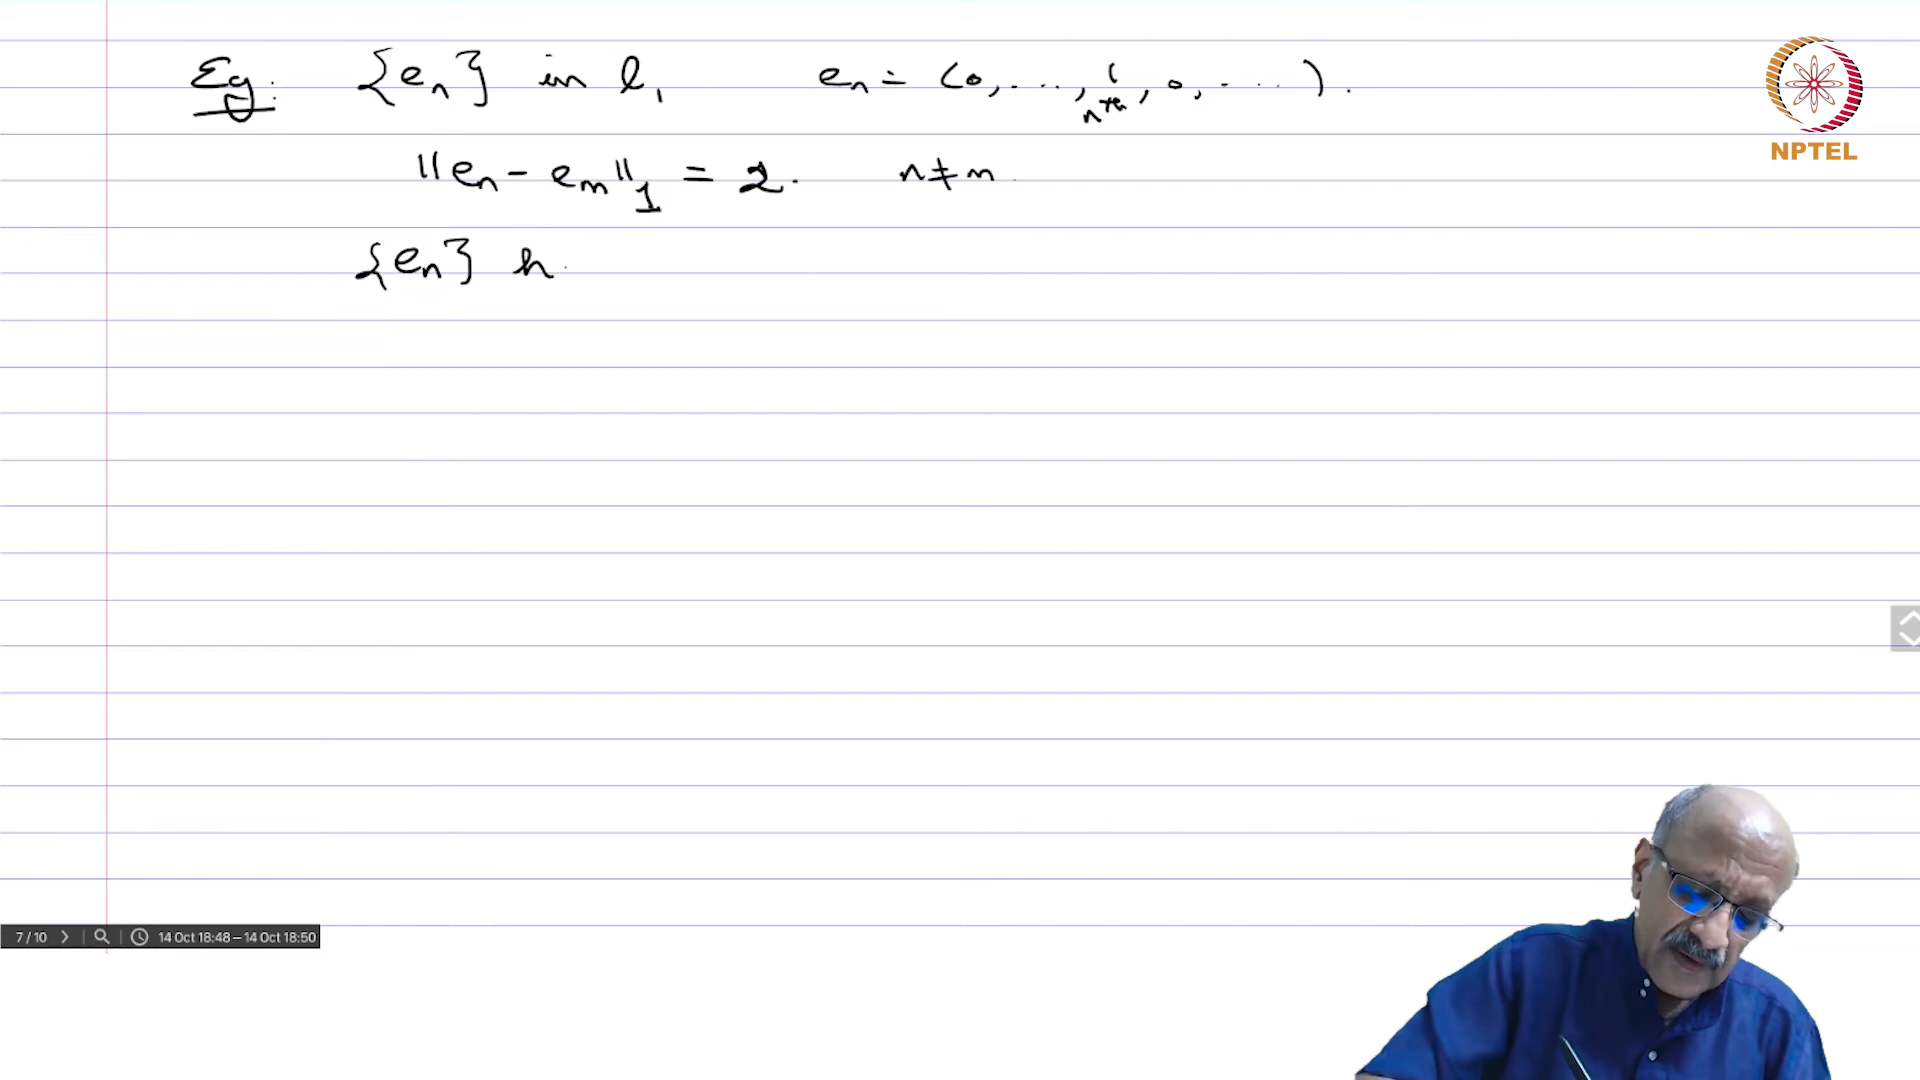 Eg: {eₙ} in l₁ eₙ = (0, ..., 1, 0, ....).
nᵗʰ
‖eₙ - eₘ‖₁ = 2. n≠m.
{eₙ} h
NPTEL
7 / 10 14 Oct 18:48 – 14 Oct 18:50